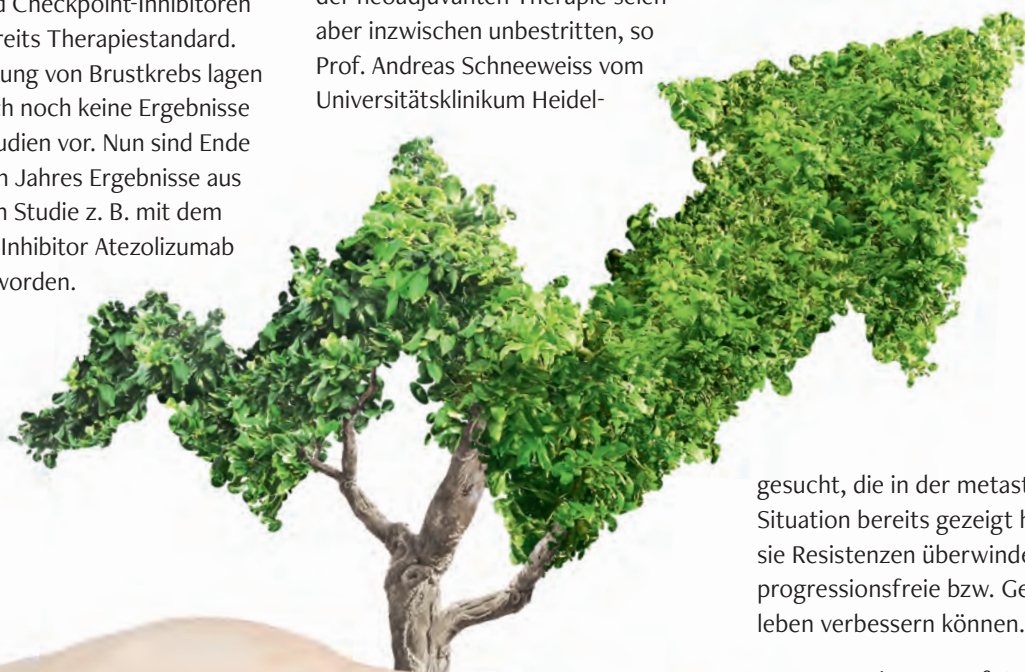 d Checkpoint-Inhibitoren
reits Therapiestandard.
ung von Brustkrebs lagen
h noch keine Ergebnisse
udien vor. Nun sind Ende
n Jahres Ergebnisse aus
n Studie z. B. mit dem
Inhibitor Atezolizumab
worden.
aber inzwischen unbestritten, so
Prof. Andreas Schneeweiss vom
Universitätsklinikum Heidel-
gesucht, die in der metast
Situation bereits gezeigt h
sie Resistenzen überwinde
progressionsfreie bzw. Ge
leben verbessern können.